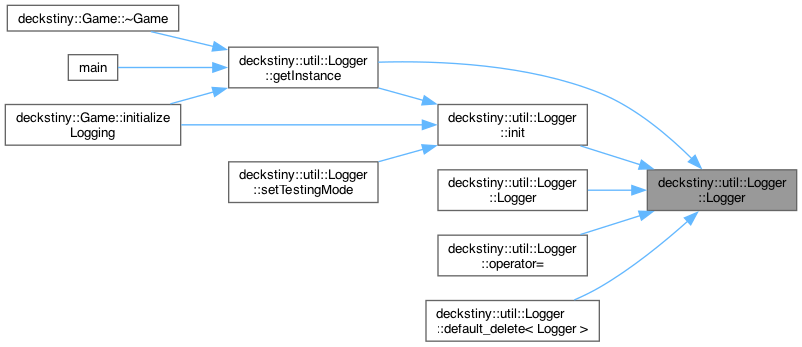 deckstiny::Game::~Game
main
deckstiny::Game::initialize
Logging
deckstiny::util::Logger
::getInstance
deckstiny::util::Logger
::setTestingMode
deckstiny::util::Logger
::init
deckstiny::util::Logger
::Logger
deckstiny::util::Logger
::operator=
deckstiny::util::Logger
::default_delete< Logger >
deckstiny::util::Logger
::Logger